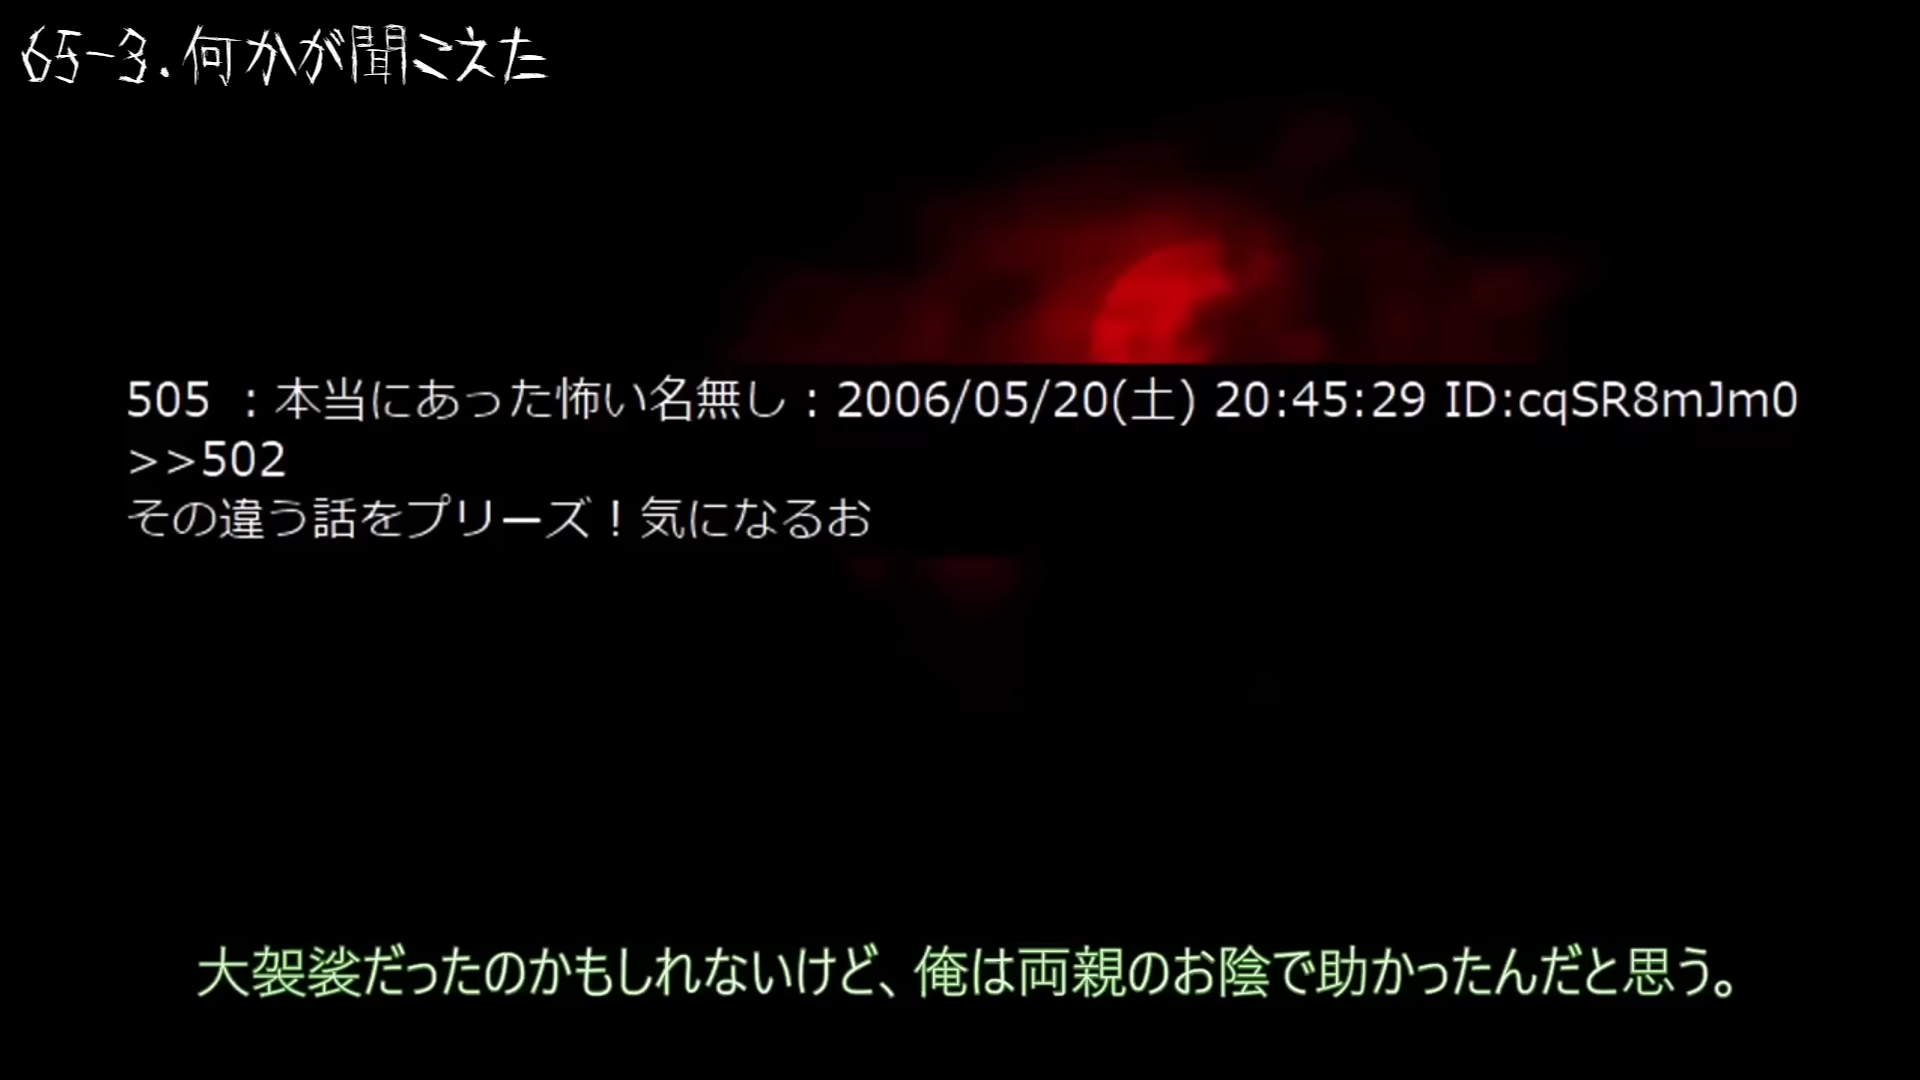 65-3.何かが聞こえた
505 ：本当にあった怖い名無し：2006/05/20(土) 20:45:29 ID:cqSR8mJm0
>>502
その違う話をプリーズ！気になるお
大袈裟だったのかもしれないけど、俺は両親のお陰で助かったんだと思う。